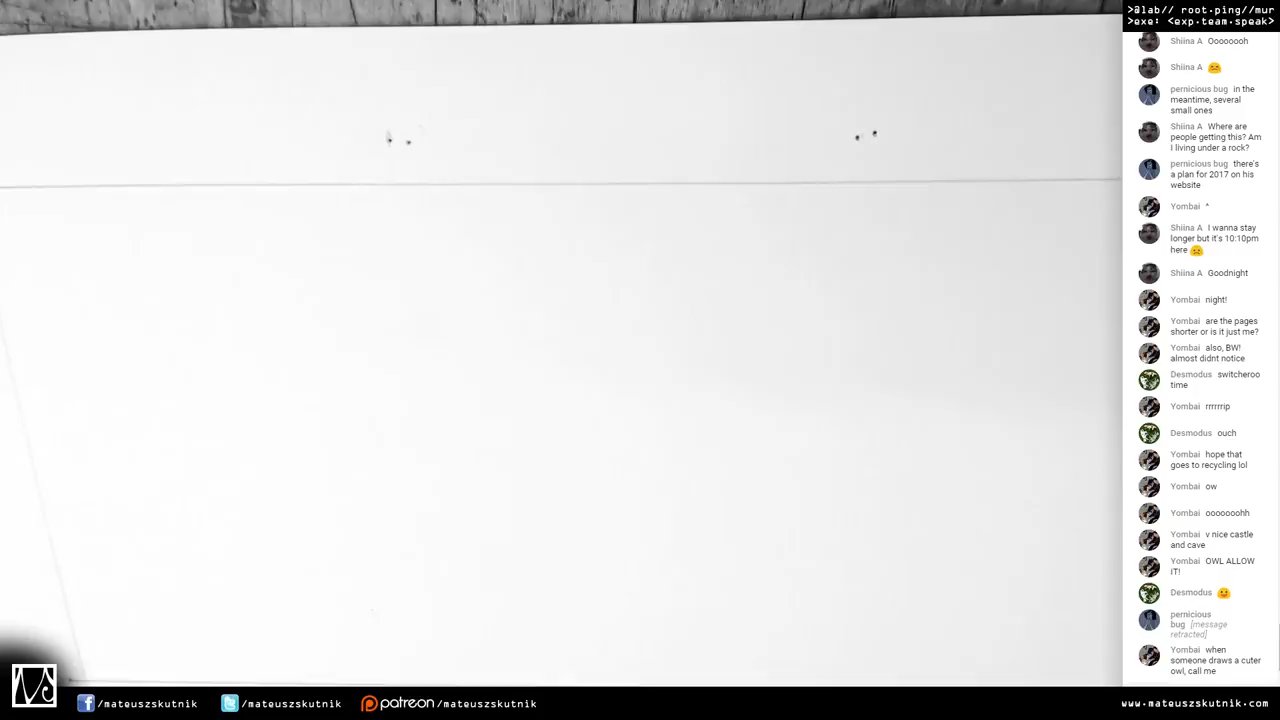 >@lab// root.ping//mur
>exe: <exp.team.speak>
Shiina A Oooooooh
Shiina A
pernicious bug in the
meantime, several
small ones
Shiina A Where are
people getting this? Am
I living under a rock?
pernicious bug there's
a plan for 2017 on his
website
Yombai ^
Shiina A I wanna stay
longer but it's 10:10pm
here
Shiina A Goodnight
Yombai night!
Yombai are the pages
shorter or is it just me?
Yombai also, BW!
almost didnt notice
Desmodus switcheroo
time
Yombai rrrrrrip
Desmodus ouch
Yombai hope that
goes to recycling lol
Yombai ow
Yombai ooooooohh
Yombai v nice castle
and cave
Yombai OWL ALLOW
IT!
Desmodus
pernicious
bug [message
retracted]
Yombai when
someone draws a cuter
owl, call me
/mateuszskutnik /mateuszskutnik patreon/mateuszskutnik www.mateuszskutnik.com